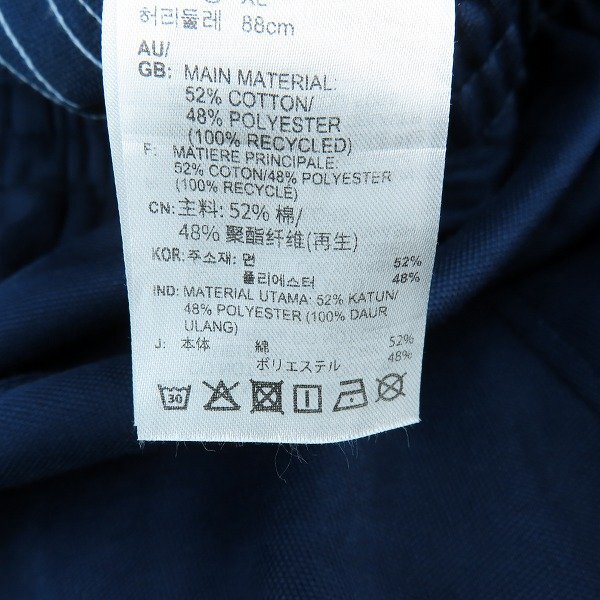 허리둘레 88cm
AU/
GB: MAIN MATERIAL:
52% COTTON/
48% POLYESTER
(100% RECYCLED)
F: MATIERE PRINCIPALE:
52% COTON/48% POLYESTER
(100% RECYCLÉ)
CN: 主料: 52% 棉/
48% 聚酯纤维(再生)
KOR: 주소재: 면 52%
폴리에스터 48%
IND: MATERIAL UTAMA: 52% KATUN/
48% POLYESTER (100% DAUR
ULANG)
J: 本体 綿 52%
ポリエステル 48%
30